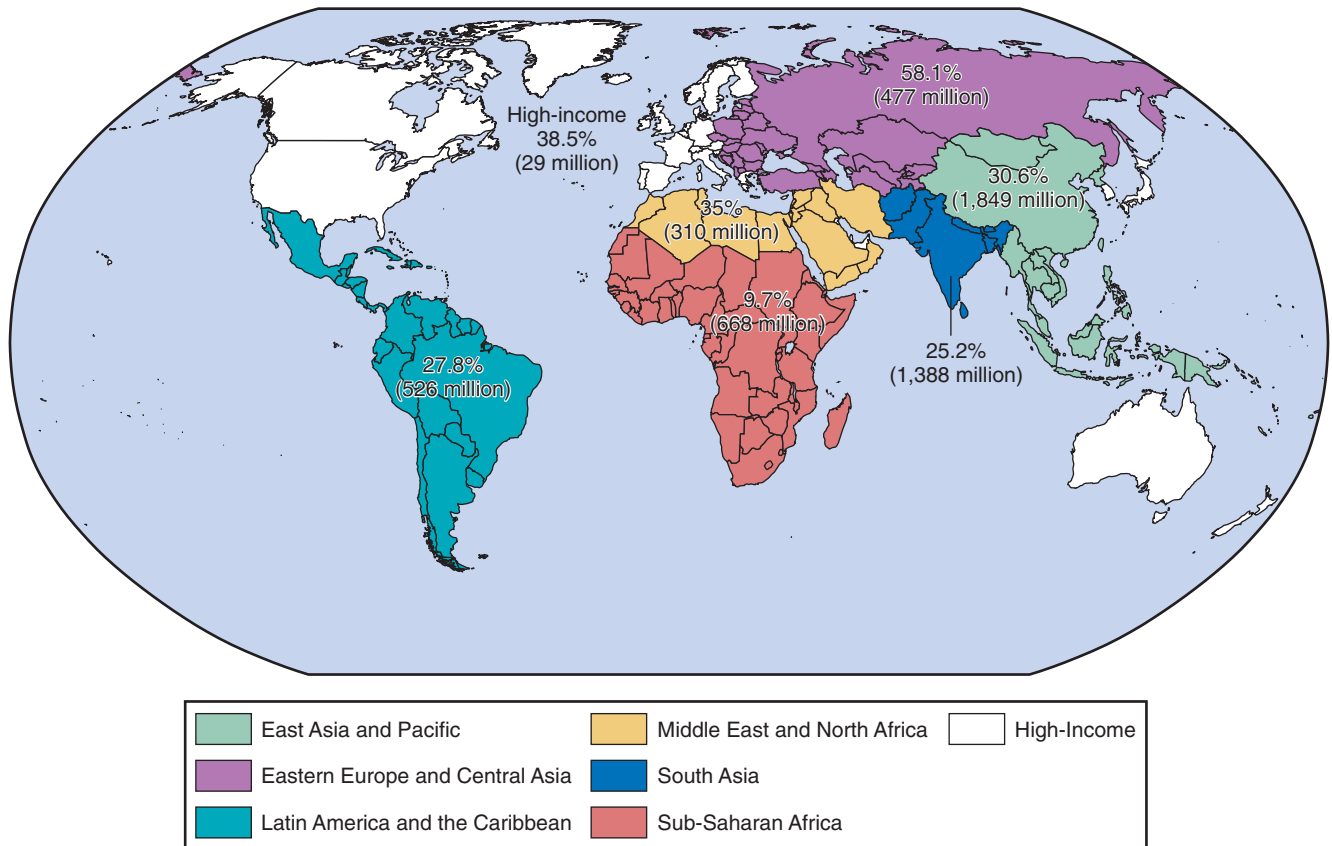 58.1%
(477 million)
High-income
38.5%
(29 million)
30.6%
(1,849 million)
35%
(310 million)
9.7%
(668 million)
25.2%
(1,388 million)
27.8%
(526 million)
East Asia and Pacific
Middle East and North Africa
High-Income
Eastern Europe and Central Asia
South Asia
Latin America and the Caribbean
Sub-Saharan Africa